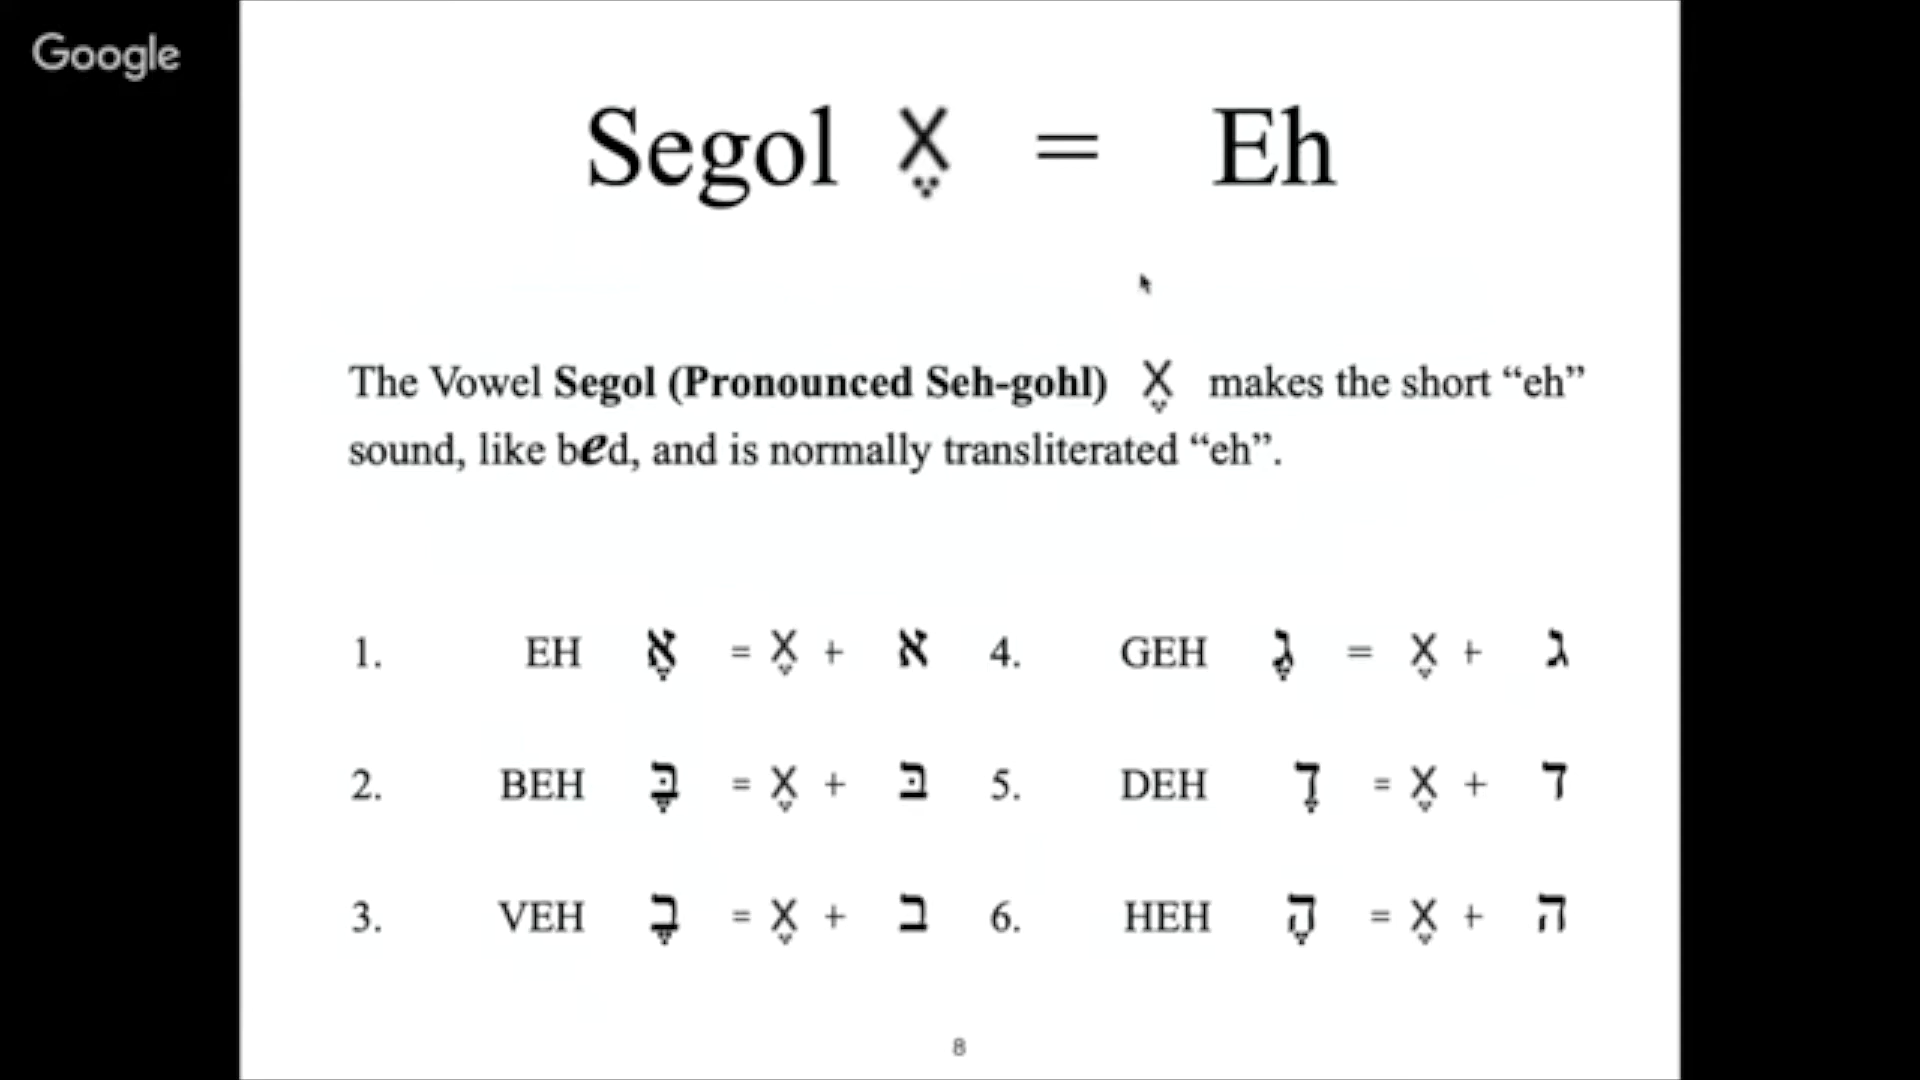 Google
Segol Xֶ = Eh
The Vowel Segol (Pronounced Seh-gohl) Xֶ makes the short “eh”
sound, like bed, and is normally transliterated “eh”.
1. EH אֶ = Xֶ + א 4. GEH גֶ = Xֶ + ג
2. BEH בֶּ = Xֶ + בּ 5. DEH דֶ = Xֶ + ד
3. VEH בֶ = Xֶ + ב 6. HEH הֶ = Xֶ + ה
8